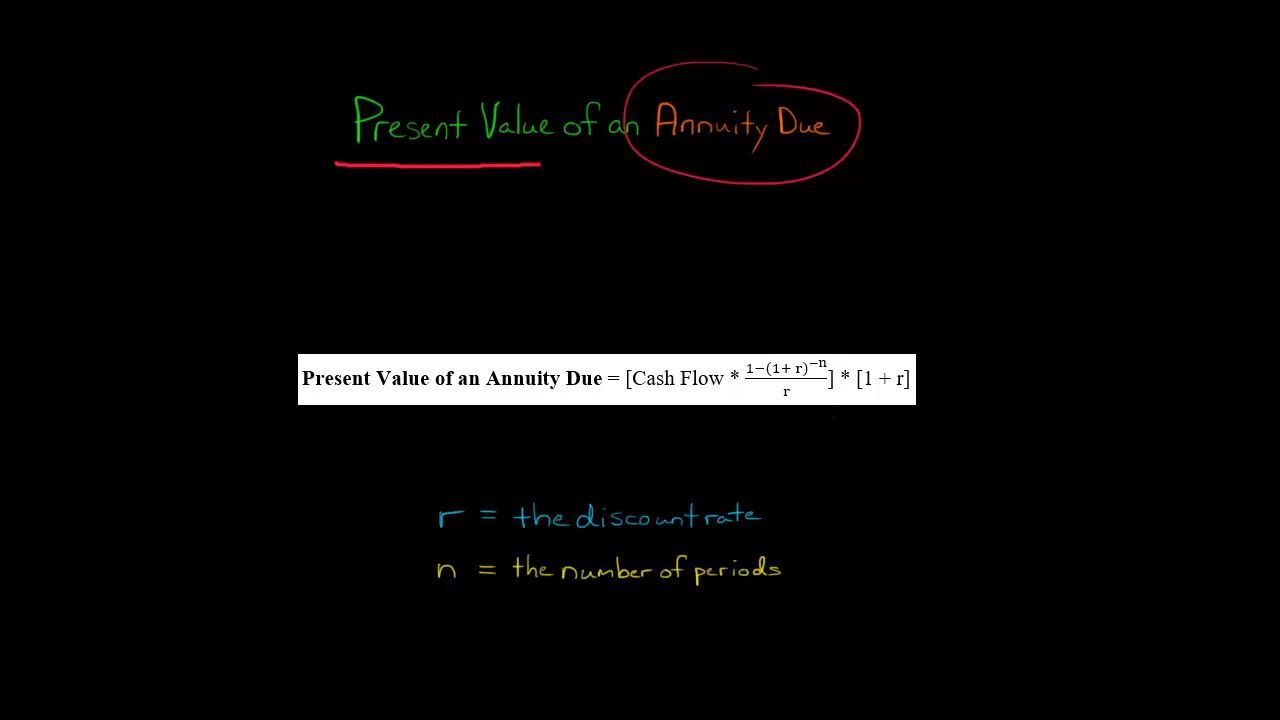 Present Value of an Annuity Due
Present Value of an Annuity Due = [Cash Flow * \frac{1−(1+ r)^{−n}}{r}] * [1 + r]
r = the discount rate
n = the number of periods